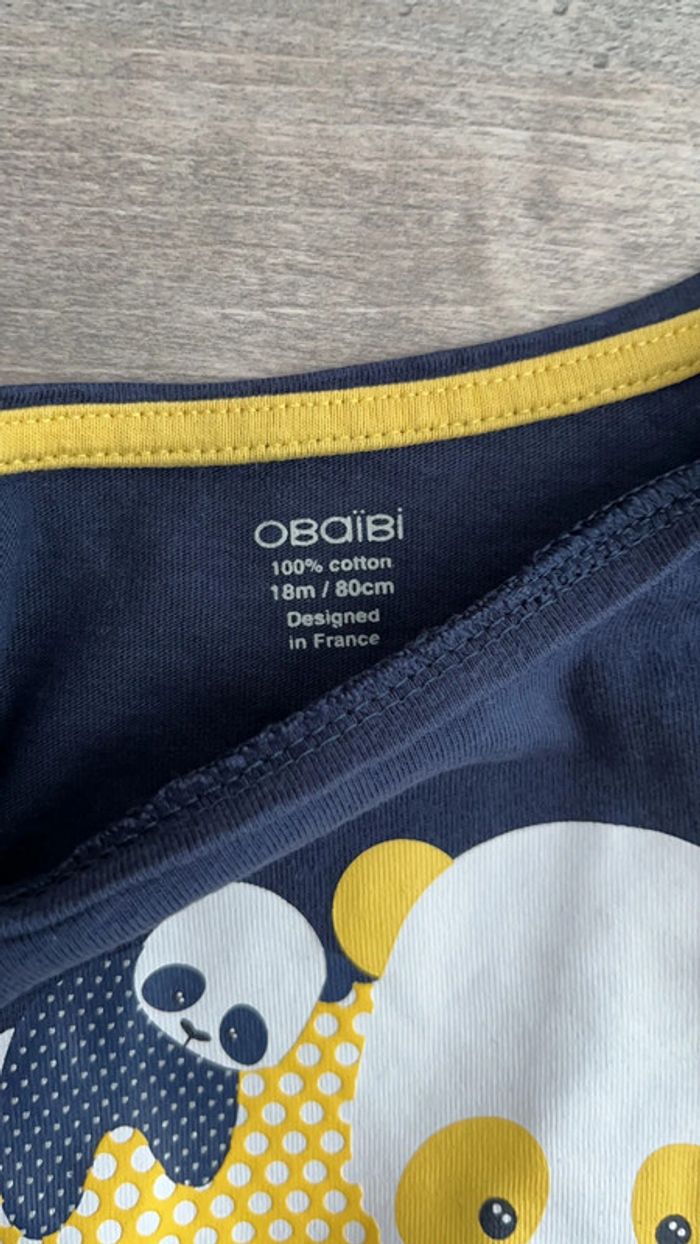 OBaïBi
100% cotton
18m / 80cm
Designed
in France